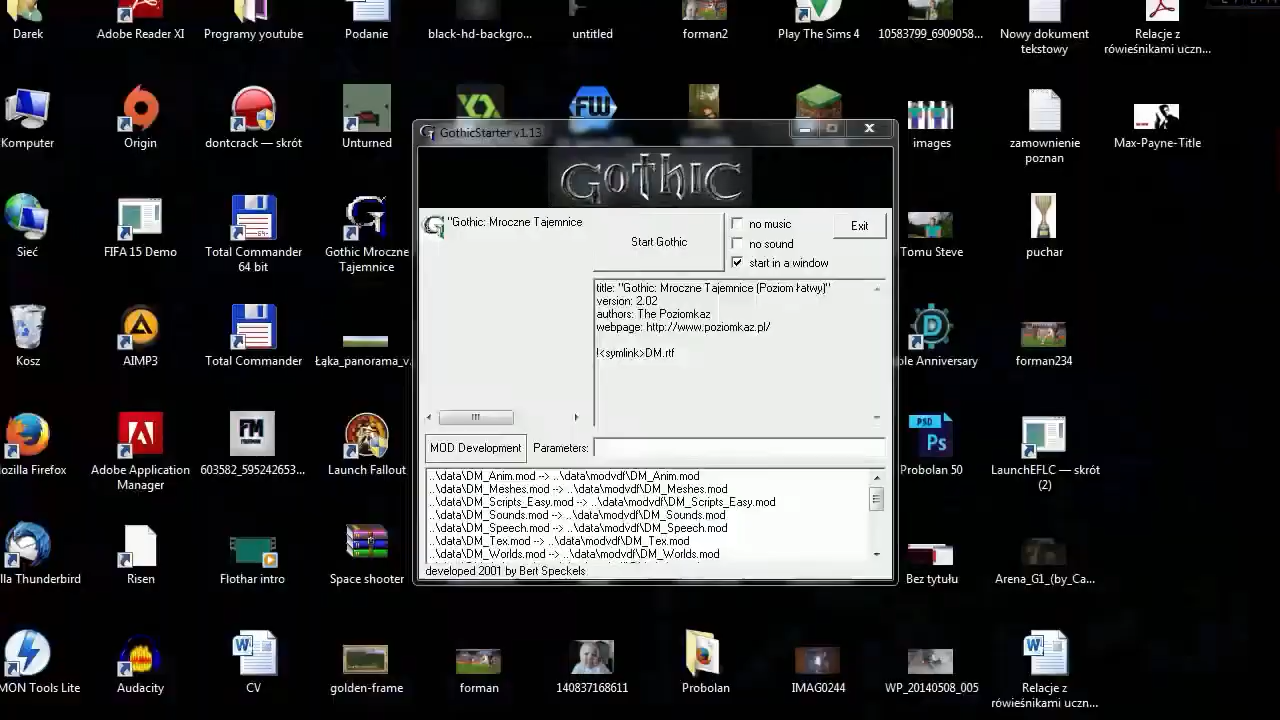 Darek
Adobe Reader XI
Programy youtube
Podanie
black-hd-backgro...
untitled
forman2
Play The Sims 4
10583799_6909058...
Nowy dokument
tekstowy
Relacje z
rówieśnikami uczn...
Komputer
Origin
dontcrack — skrót
Unturned
FW
images
zamownienie
poznan
Max-Payne-Title
GothicStarter v1.13
GOTHIC
"Gothic: Mroczne Tajemnice
Start Gothic
no music
no sound
start in a window
Exit
title: "Gothic: Mroczne Tajemnice (Poziom łatwy)"
version: 2.02
authors: The Poziomkaz
webpage: http://www.poziomkaz.pl/
!<symlink>DM.rtf
MOD Development
Parameters:
..\data\DM_Anim.mod --> ..\data\modvdf\DM_Anim.mod
..\data\DM_Meshes.mod --> ..\data\modvdf\DM_Meshes.mod
..\data\DM_Scripts_Easy.mod --> ..\data\modvdf\DM_Scripts_Easy.mod
..\data\DM_Sounds.mod --> ..\data\modvdf\DM_Sounds.mod
..\data\DM_Speech.mod --> ..\data\modvdf\DM_Speech.mod
..\data\DM_Tex.mod --> ..\data\modvdf\DM_Tex.mod
..\data\DM_Worlds.mod --> ..\data\modvdf\DM_Worlds.mod
developed 2001 by Bert Speckels
Sieć
FIFA 15 Demo
Total Commander
64 bit
Gothic Mroczne
Tajemnice
Tomu Steve
puchar
Kosz
AIMP3
Total Commander
Łąka_panorama_v...
ble Anniversary
forman234
ozilla Firefox
Adobe Application
Manager
FM
603582_595242653...
Launch Fallout
PSD
Ps
Probolan 50
LaunchEFLC — skrót
(2)
lla Thunderbird
Risen
Flothar intro
Space shooter
Bez tytułu
Arena_G1_(by_Ca...
MON Tools Lite
Audacity
CV
golden-frame
forman
140837168611
Probolan
IMAG0244
WP_20140508_005
Relacje z
rówieśnikami uczn...